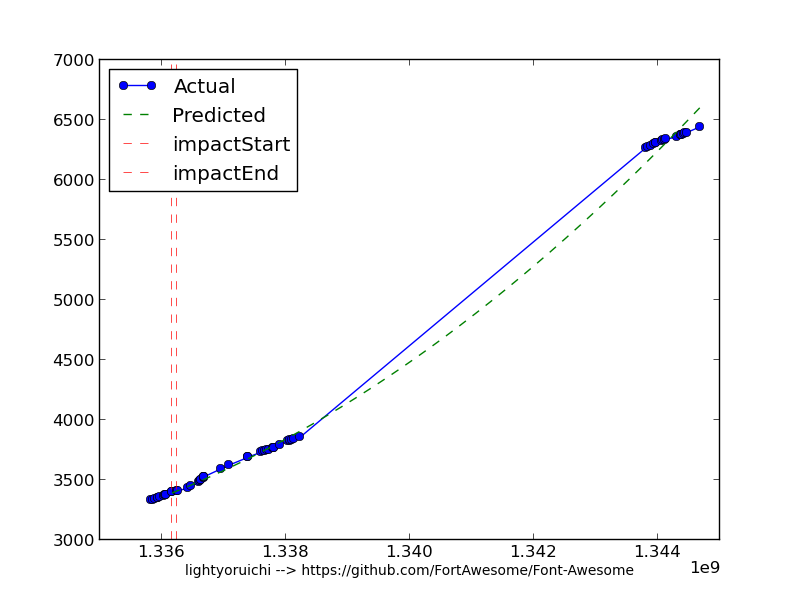 7000
6500
6000
5500
5000
4500
4000
3500
3000
Actual
Predicted
impactStart
impactEnd
1.336 1.338 1.340 1.342 1.344
1e9
lightyoruichi --> https://github.com/FortAwesome/Font-Awesome